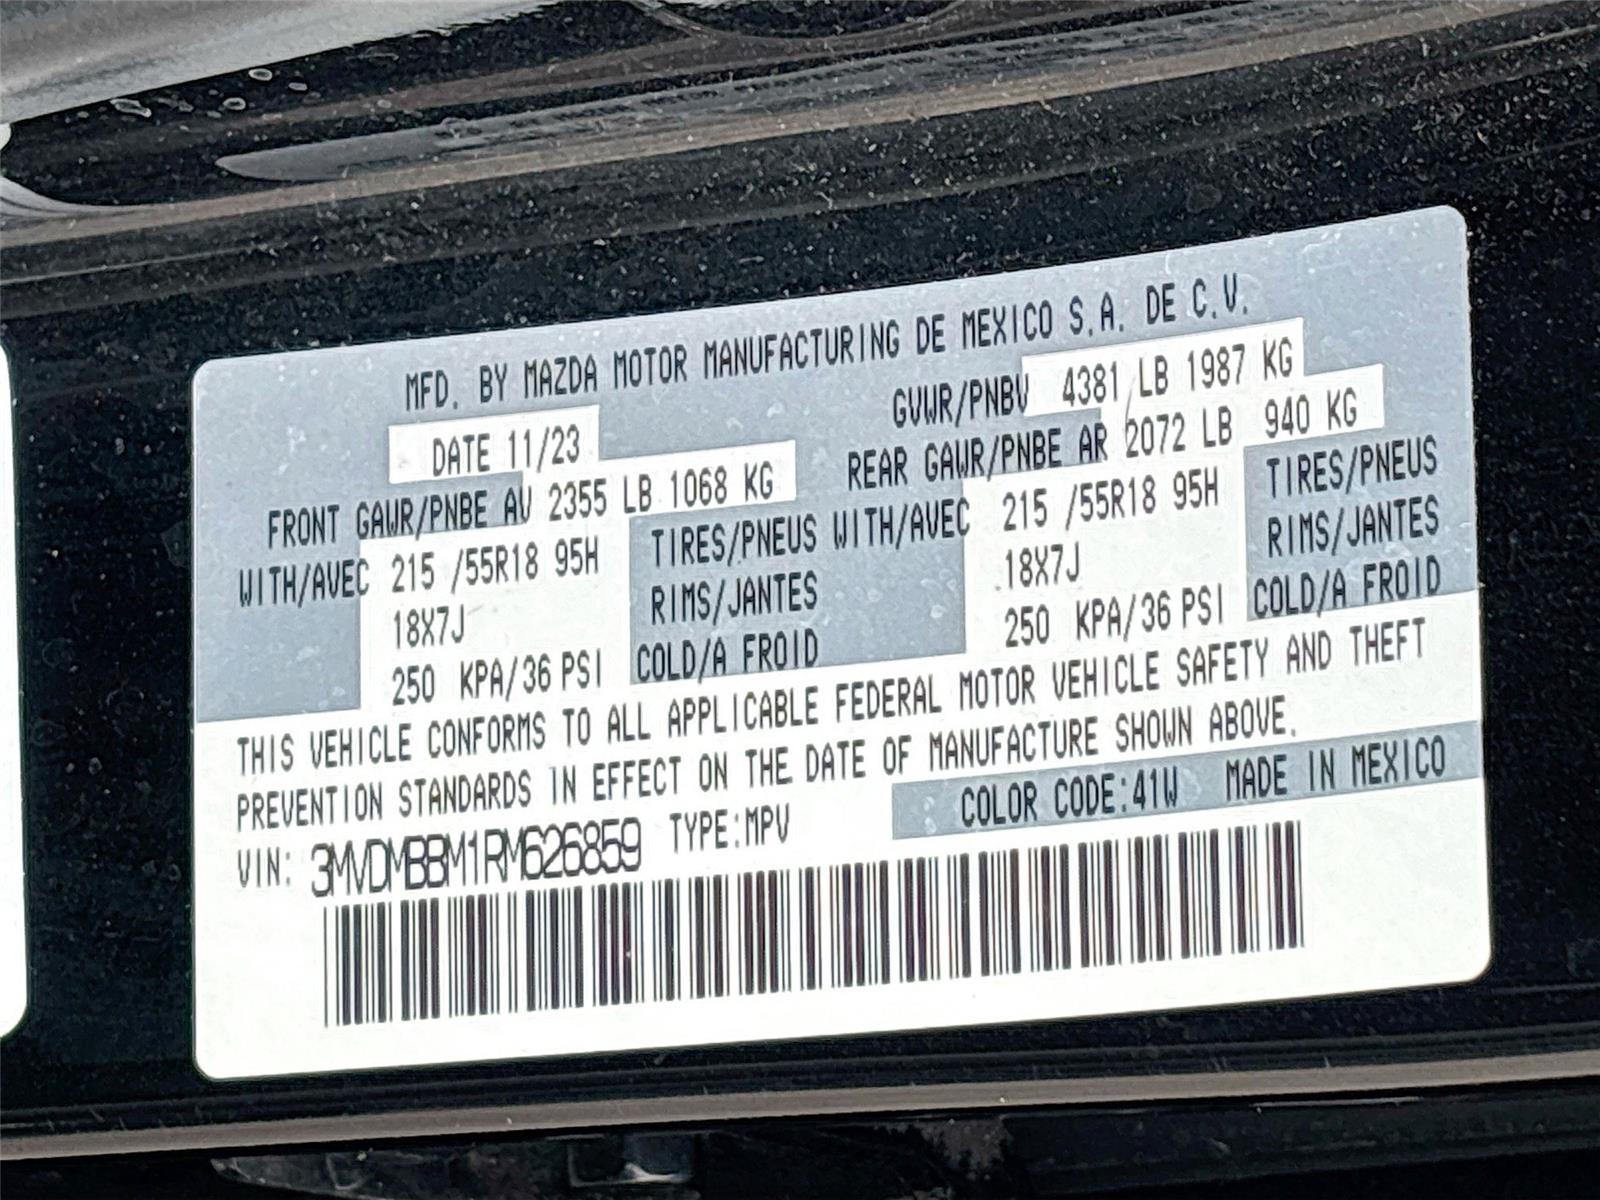 MFD. BY MAZDA MOTOR MANUFACTURING DE MEXICO S.A. DE C.V.
DATE 11/23 GVWR/PNBV 4381 LB 1987 KG
FRONT GAWR/PNBE AV 2355 LB 1068 KG REAR GAWR/PNBE AR 2072 LB 940 KG
WITH/AVEC 215 /55R18 95H TIRES/PNEUS WITH/AVEC 215 /55R18 95H TIRES/PNEUS
18X7J RIMS/JANTES 18X7J RIMS/JANTES
250 KPA/36 PSI COLD/A FROID 250 KPA/36 PSI COLD/A FROID
THIS VEHICLE CONFORMS TO ALL APPLICABLE FEDERAL MOTOR VEHICLE SAFETY AND THEFT
PREVENTION STANDARDS IN EFFECT ON THE DATE OF MANUFACTURE SHOWN ABOVE.
VIN: 3MVDMBBM1RM626859 TYPE:MPV COLOR CODE:41W MADE IN MEXICO